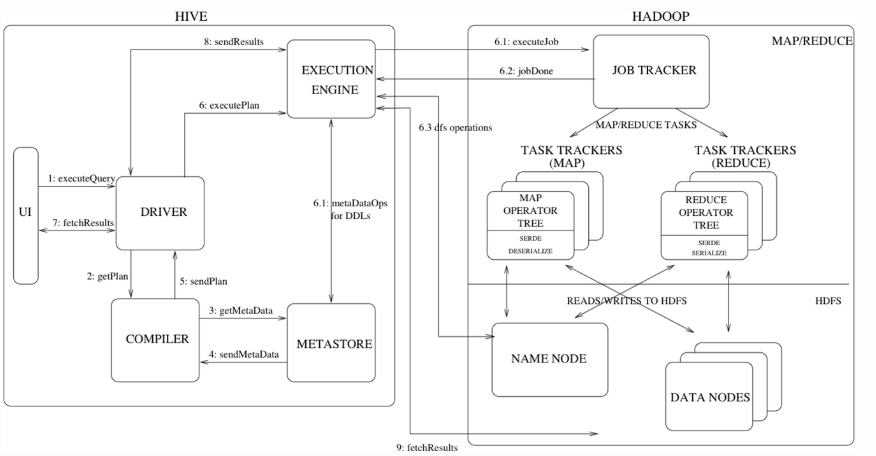 HIVE
HADOOP
8: sendResults
EXECUTION
ENGINE
6.1: executeJob
6.2: jobDone
JOB TRACKER
MAP/REDUCE
6: executePlan
6.3 dfs operations
MAP/REDUCE TASKS
TASK TRACKERS
(MAP)
TASK TRACKERS
(REDUCE)
UI
1: executeQuery
7: fetchResults
DRIVER
6.1: metaDataOps
for DDLs
MAP
OPERATOR
TREE
SERDE
DESERIALIZE
REDUCE
OPERATOR
TREE
SERDE
SERIALIZE
2: getPlan
5: sendPlan
READS/WRITES TO HDFS
HDFS
COMPILER
3: getMetaData
4: sendMetaData
METASTORE
NAME NODE
DATA NODES
9: fetchResults